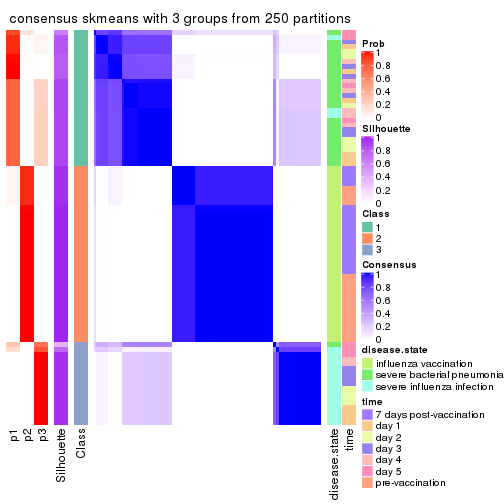 consensus skmeans with 3 groups from 250 partitions
Prob
1
0.8
0.6
0.4
0.2
0
Silhouette
1
0.8
0.6
0.4
0.2
0
Class
1
2
3
Consensus
1
0.8
0.6
0.4
0.2
0
disease.state
influenza vaccination
severe bacterial pneumonia
severe influenza infection
time
7 days post-vaccination
day 1
day 2
day 3
day 4
day 5
pre-vaccination
p1
p2
p3
Silhouette
Class
disease.state
time